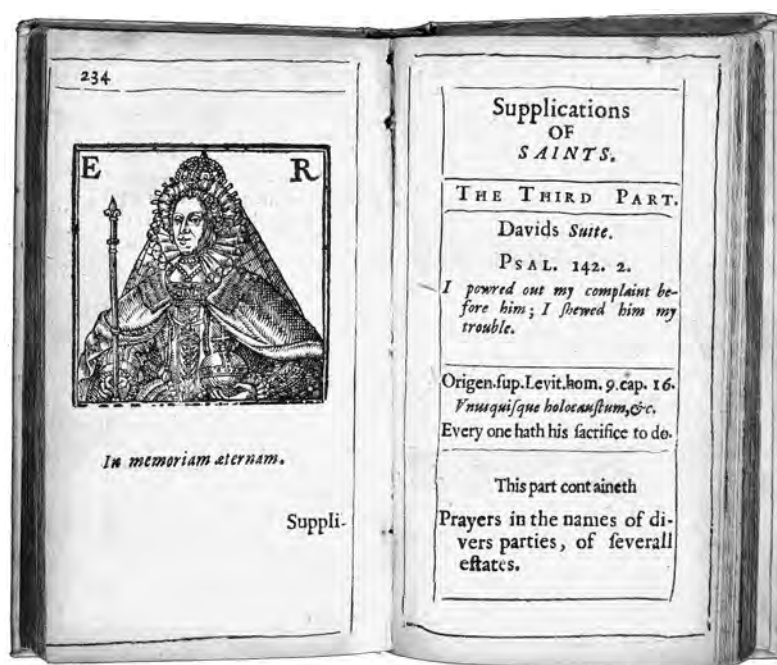 234
E R
In memoriam æternam.
Suppli-
Supplications
OF
SAINTS.
THE THIRD PART.
Davids Suite.
PSAL. 142. 2.
I powred out my complaint be-
fore him; I ſhewed him my
trouble.
Origen.ſup.Levit.hom. 9.cap. 16.
Vnuſquiſque holocauſtum,&c.
Every one hath his ſacrifice to do.
This part containeth
Prayers in the names of di-
vers parties, of ſeverall
eſtates.